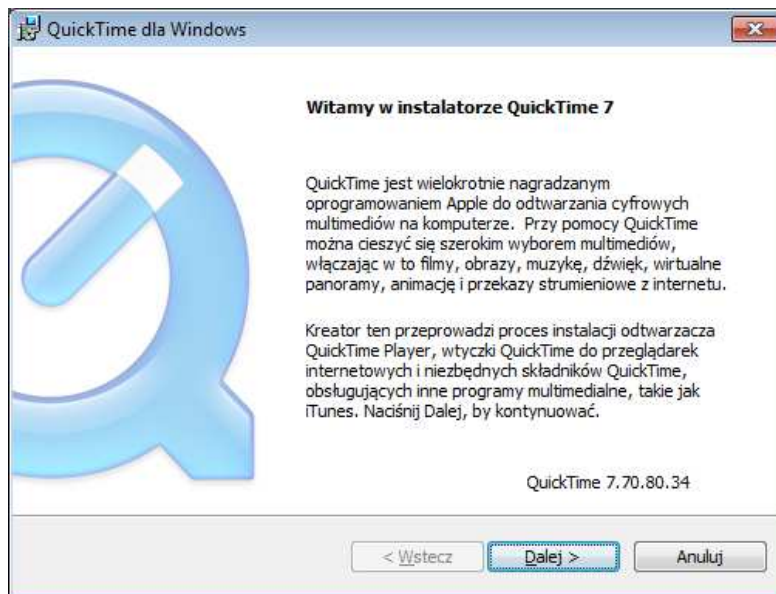 QuickTime dla Windows
Witamy w instalatorze QuickTime 7
QuickTime jest wielokrotnie nagradzanym
oprogramowaniem Apple do odtwarzania cyfrowych
multimediów na komputerze. Przy pomocy QuickTime
można cieszyć się szerokim wyborem multimediów,
włączając w to filmy, obrazy, muzykę, dźwięk, wirtualne
panoramy, animację i przekazy strumieniowe z internetu.
Kreator ten przeprowadzi proces instalacji odtwarzacza
QuickTime Player, wtyczki QuickTime do przeglądarek
internetowych i niezbędnych składników QuickTime,
obsługujących inne programy multimedialne, takie jak
iTunes. Naciśnij Dalej, by kontynuować.
QuickTime 7.70.80.34
< Wstecz Dalej > Anuluj